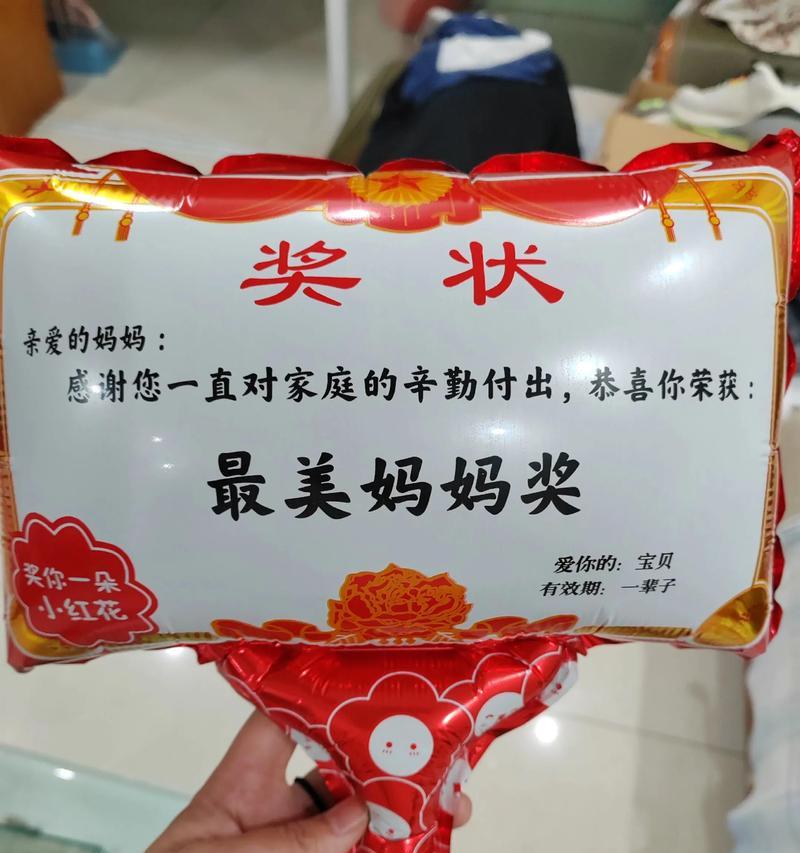 奖 状
亲爱的妈妈：
感谢您一直对家庭的辛勤付出，恭喜你荣获：
最美妈妈奖
爱你的：宝贝
有效期：一辈子
奖你一朵
小红花